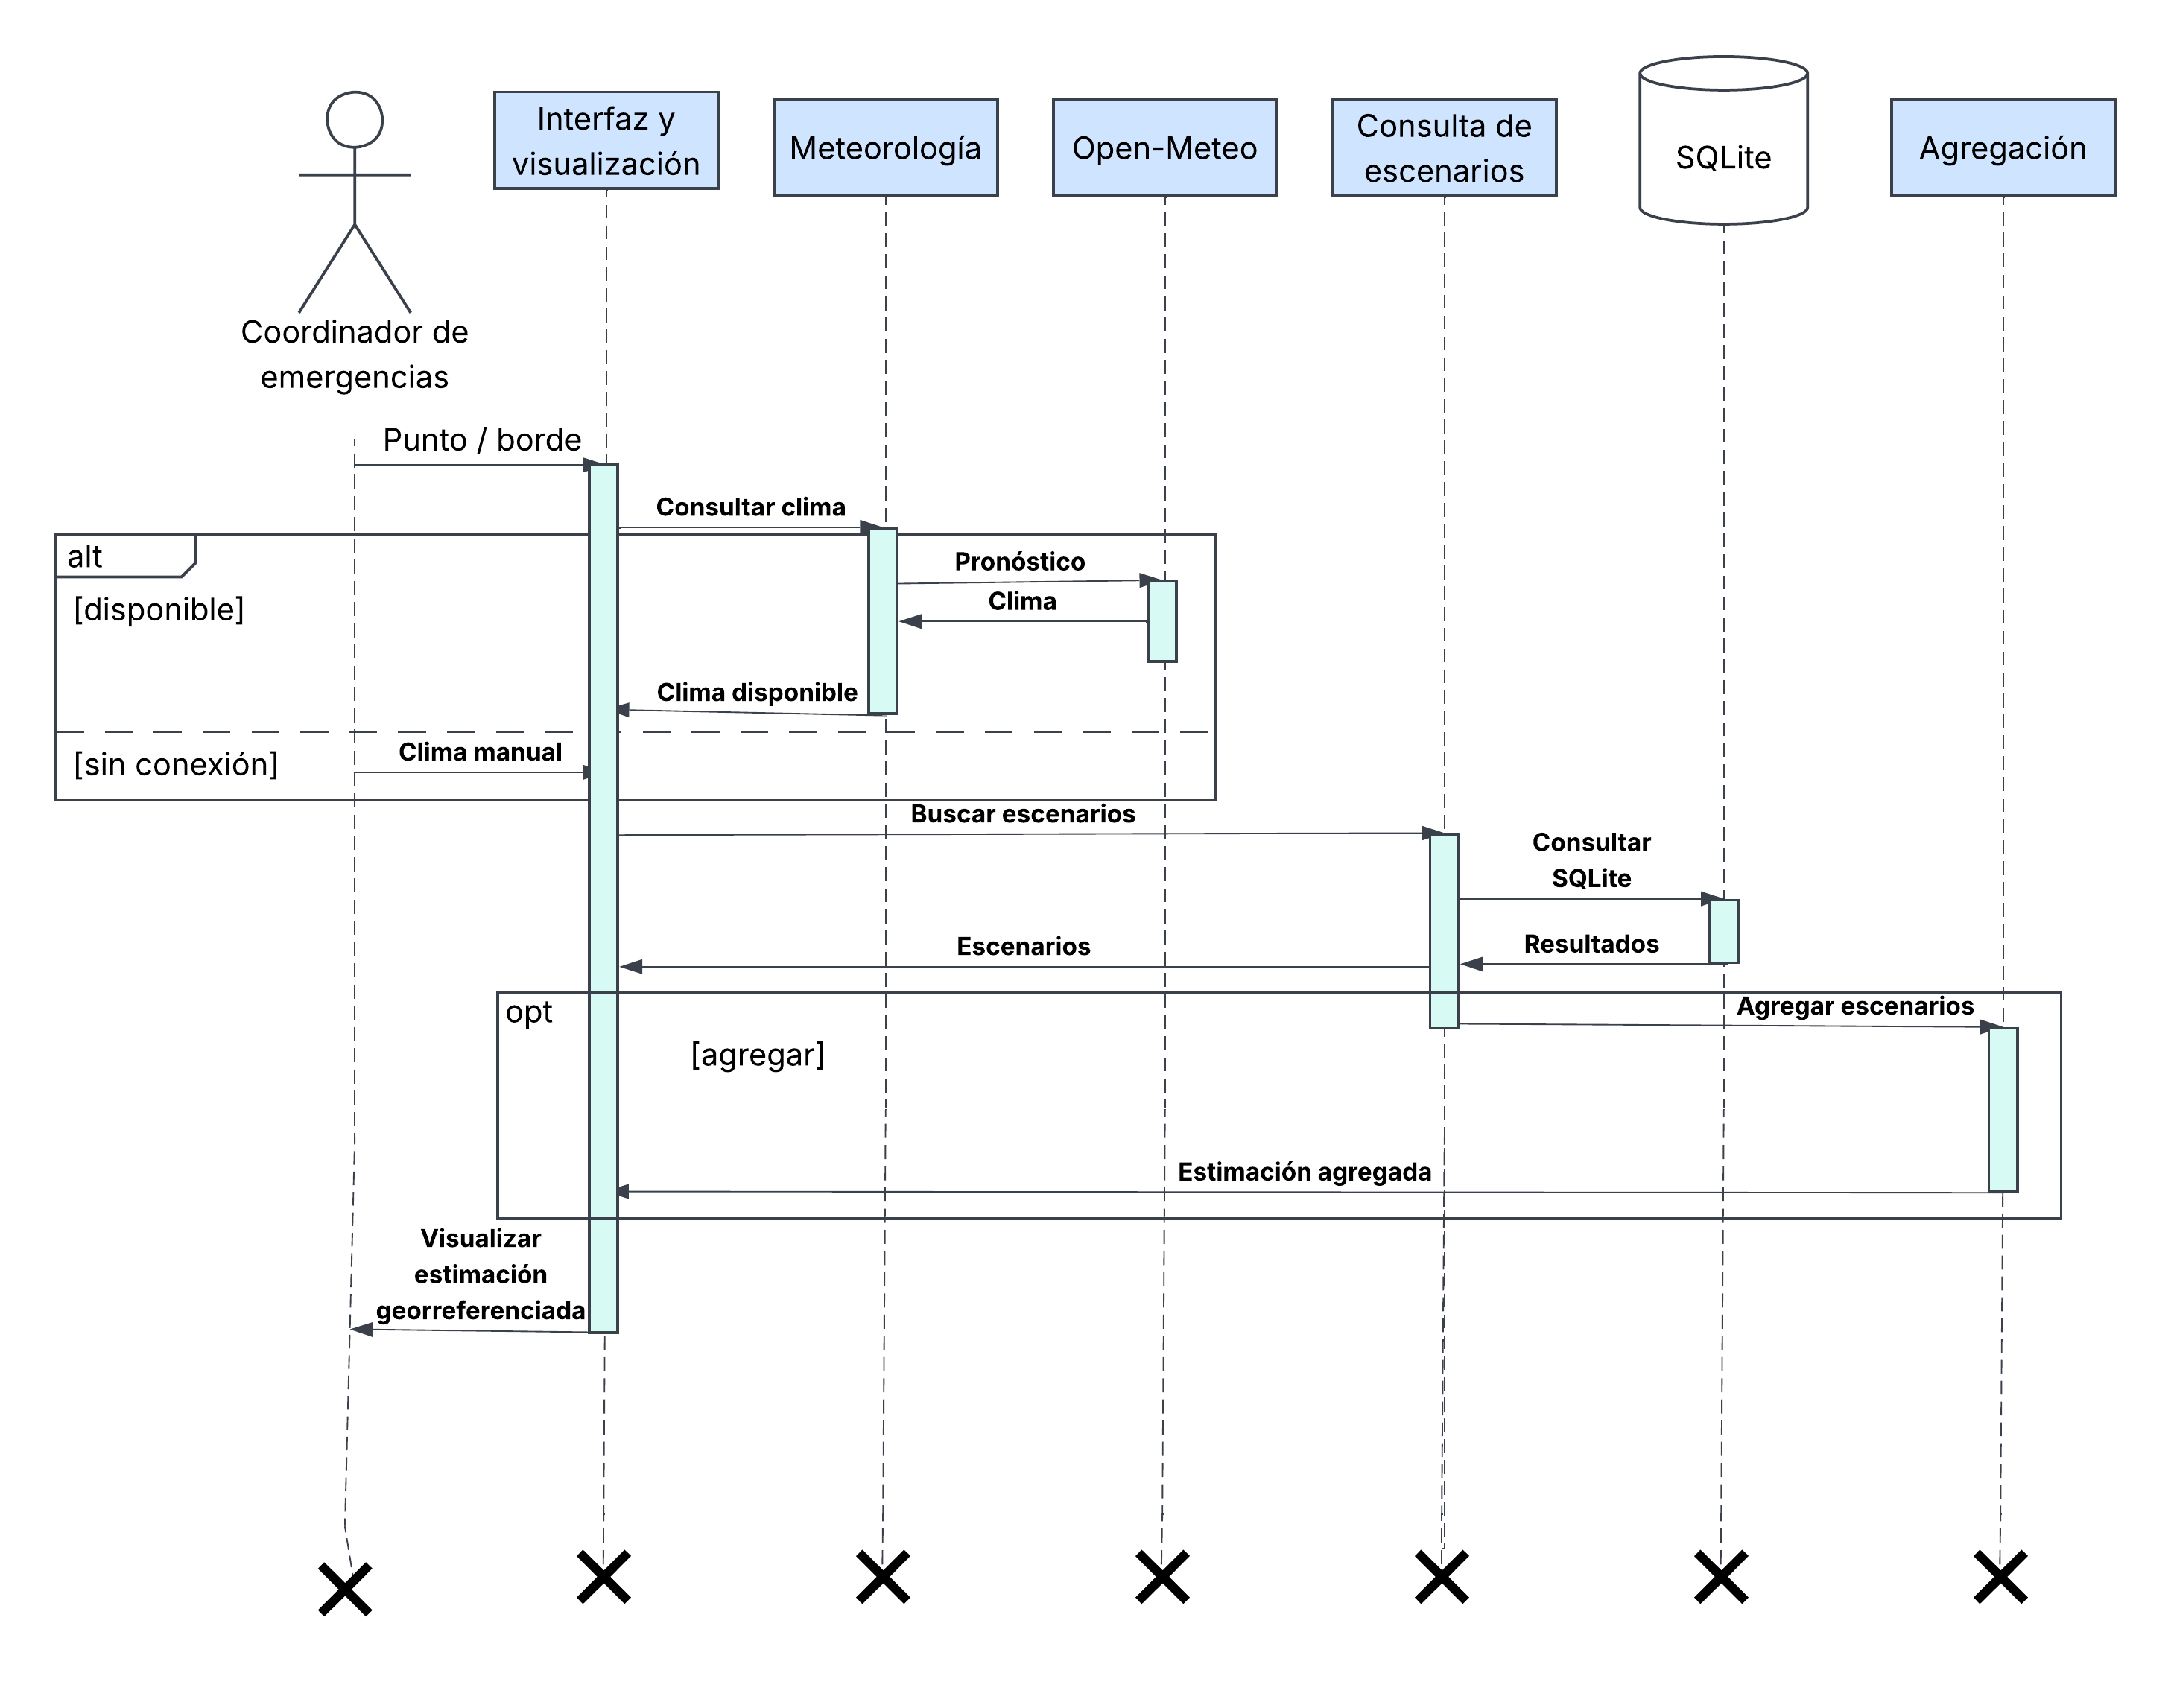 Interfaz y
visualización
Meteorología
Open-Meteo
Consulta de
escenarios
SQLite
Agregación
Coordinador de
emergencias
Punto / borde
Consultar clima
alt
Pronóstico
Clima
[disponible]
Clima disponible
Clima manual
[sin conexión]
Buscar escenarios
Consultar
SQLite
Escenarios
Resultados
opt
Agregar escenarios
[agregar]
Estimación agregada
Visualizar
estimación
georreferenciada